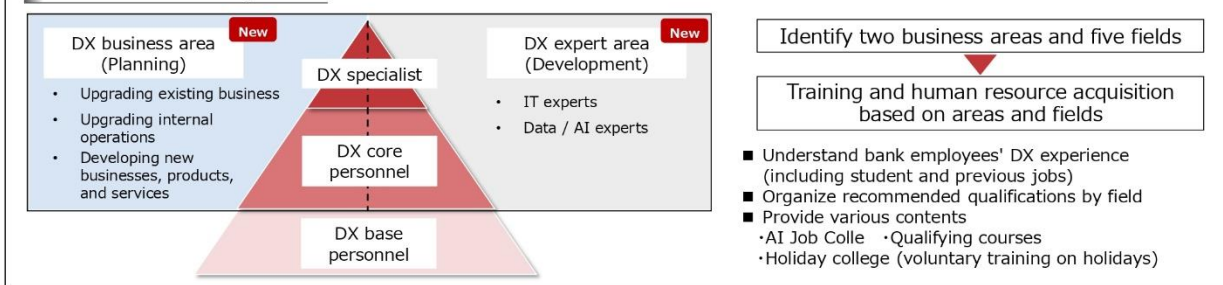 DX business area
(Planning)
New
• Upgrading existing business
• Upgrading internal
operations
• Developing new
businesses, products,
and services
DX specialist
DX core
personnel
DX base
personnel
DX expert area
(Development)
New
• IT experts
• Data / AI experts
Identify two business areas and five fields
Training and human resource acquisition
based on areas and fields
■ Understand bank employees' DX experience
(including student and previous jobs)
■ Organize recommended qualifications by field
■ Provide various contents
・AI Job Colle ・Qualifying courses
・Holiday college (voluntary training on holidays)